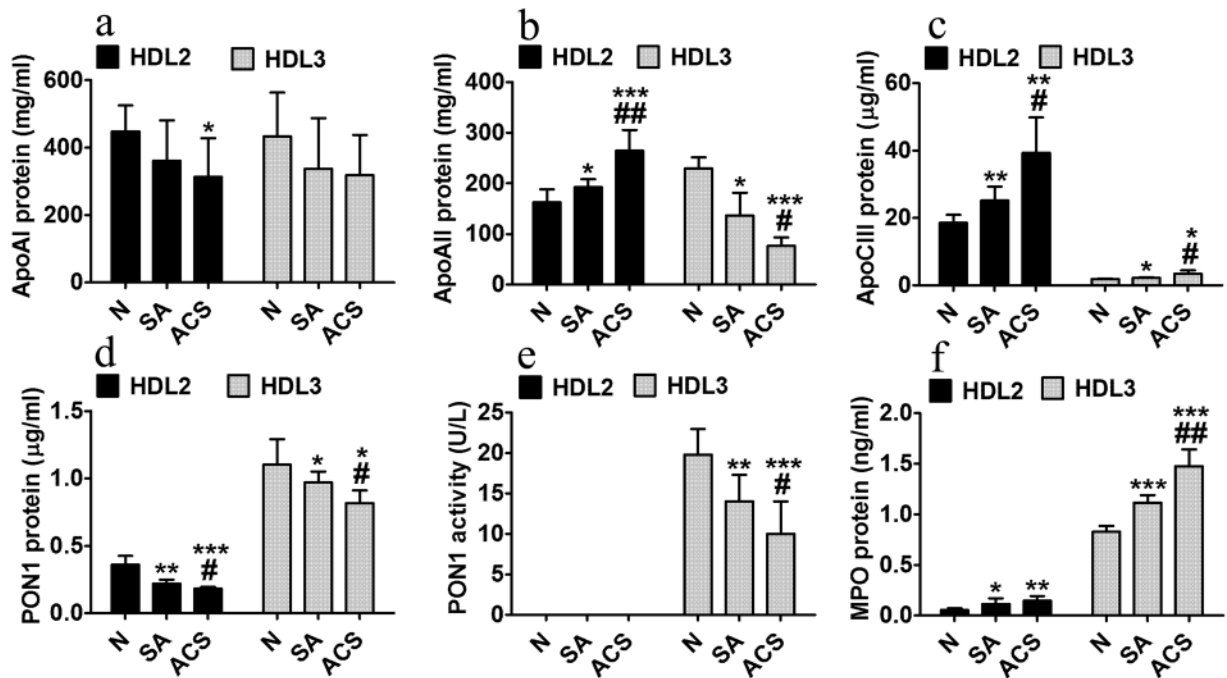 a
HDL2 HDL3
ApoAI protein (mg/ml)
600
400
200
0
*
N SA ACS N SA ACS
b
HDL2 HDL3
ApoAII protein (mg/ml)
400
300
200
100
0
* *** ## * *** #
N SA ACS N SA ACS
c
HDL2 HDL3
ApoCIII protein (μg/ml)
60
40
20
0
** ** # * * #
N SA ACS N SA ACS
d
HDL2 HDL3
PON1 protein (μg/ml)
1.5
1.0
0.5
0.0
** *** # * * #
N SA ACS N SA ACS
e
HDL2 HDL3
PON1 activity (U/L)
25
20
15
10
5
0
** *** #
N SA ACS N SA ACS
f
HDL2 HDL3
MPO protein (ng/ml)
2.0
1.5
1.0
0.5
0.0
* ** *** *** ##
N SA ACS N SA ACS